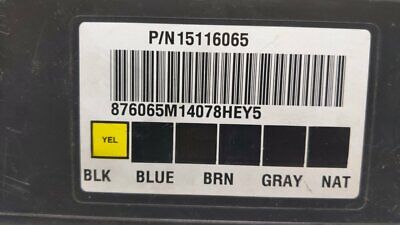 P/N15116065
876065M14078HEY5
YEL
BLK BLUE BRN GRAY NAT